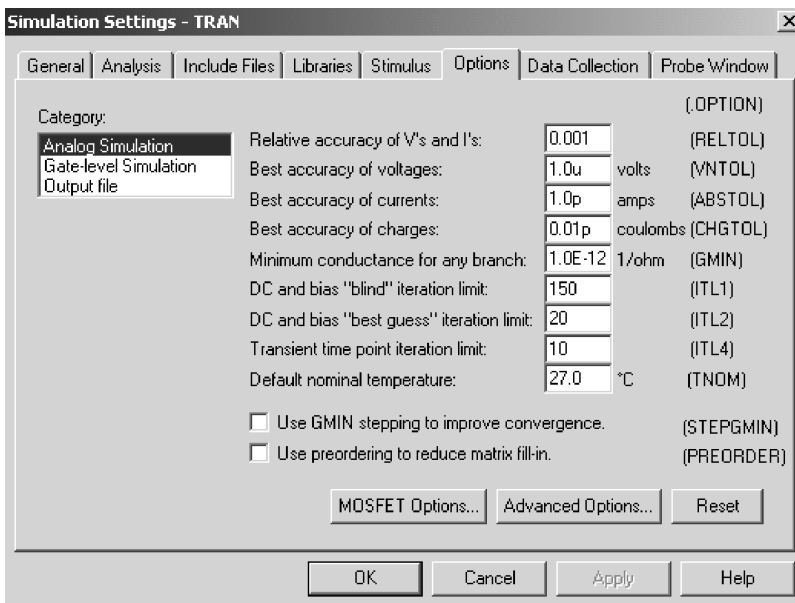 Simulation Settings - TRAN
General Analysis Include Files Libraries Stimulus Options Data Collection Probe Window
(.OPTION)
Category:
Analog Simulation
Gate-level Simulation
Output file
Relative accuracy of V's and I's: 0.001 (RELTOL)
Best accuracy of voltages: 1.0u volts (VNTOL)
Best accuracy of currents: 1.0p amps (ABSTOL)
Best accuracy of charges: 0.01p coulombs (CHGTOL)
Minimum conductance for any branch: 1.0E-12 1/ohm (GMIN)
DC and bias "blind" iteration limit: 150 (ITL1)
DC and bias "best guess" iteration limit: 20 (ITL2)
Transient time point iteration limit: 10 (ITL4)
Default nominal temperature: 27.0 °C (TNOM)
Use GMIN stepping to improve convergence. (STEPGMIN)
Use preordering to reduce matrix fill-in. (PREORDER)
MOSFET Options... Advanced Options... Reset
OK Cancel Apply Help